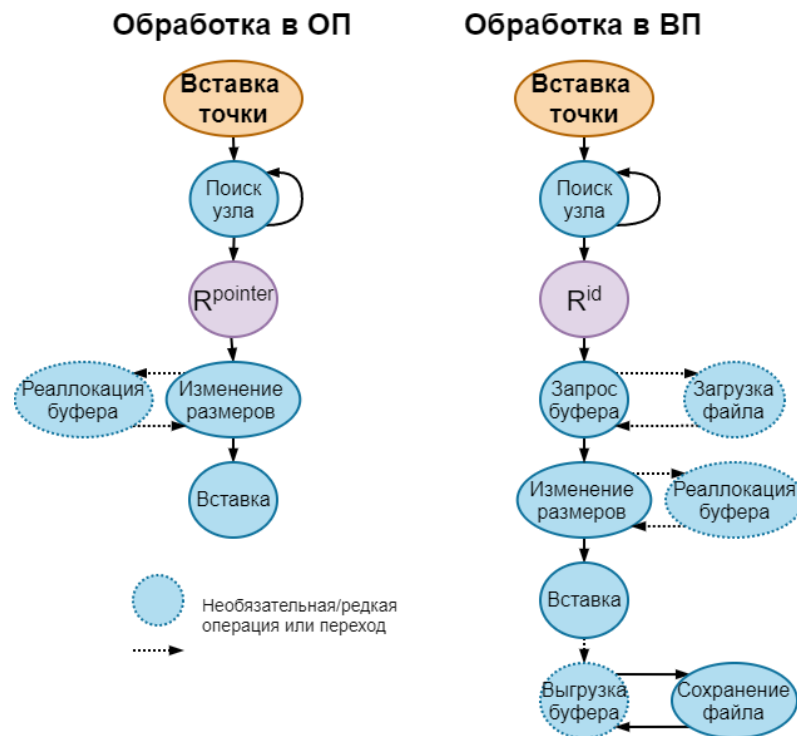 Обработка в ОП
Вставка
точки
Поиск
узла
Rpointer
Реаллокация
буфера
Изменение
размеров
Вставка
Необязательная/редкая
операция или переход
Обработка в ВП
Вставка
точки
Поиск
узла
Rid
Запрос
буфера
Загрузка
файла
Изменение
размеров
Реаллокация
буфера
Вставка
Выгрузка
буфера
Сохранение
файла